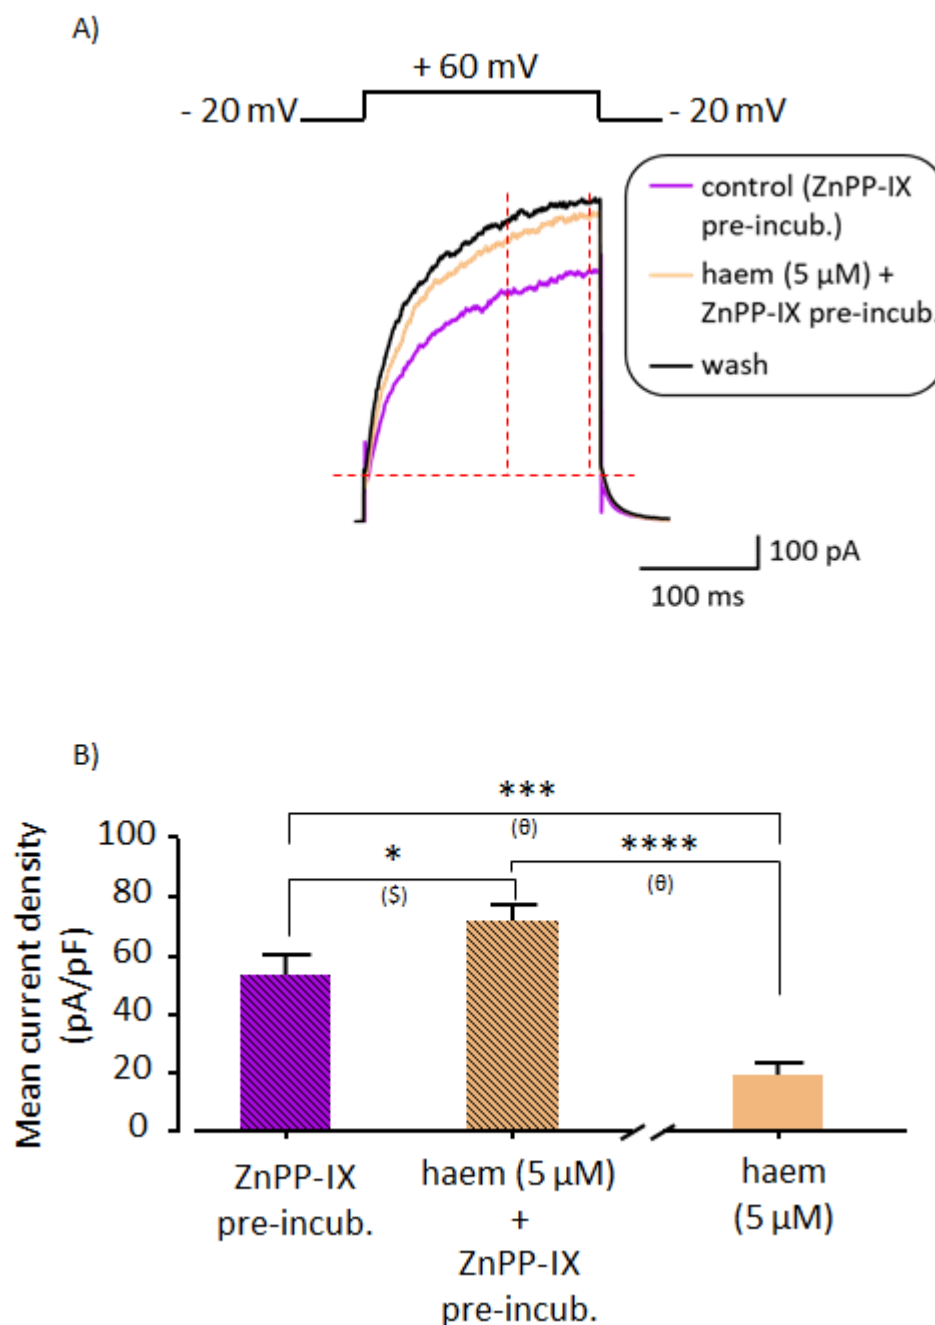 A)
+ 60 mV
- 20 mV
- 20 mV
control (ZnPP-IX
pre-incub.)
haem (5 µM) +
ZnPP-IX pre-incub.
wash
100 pA
100 ms
B)
Mean current density
(pA/pF)
100
80
60
40
20
0
***
(θ)
*
($)
****
(θ)
ZnPP-IX
pre-incub.
haem (5 µM)
+
ZnPP-IX
pre-incub.
haem
(5 µM)